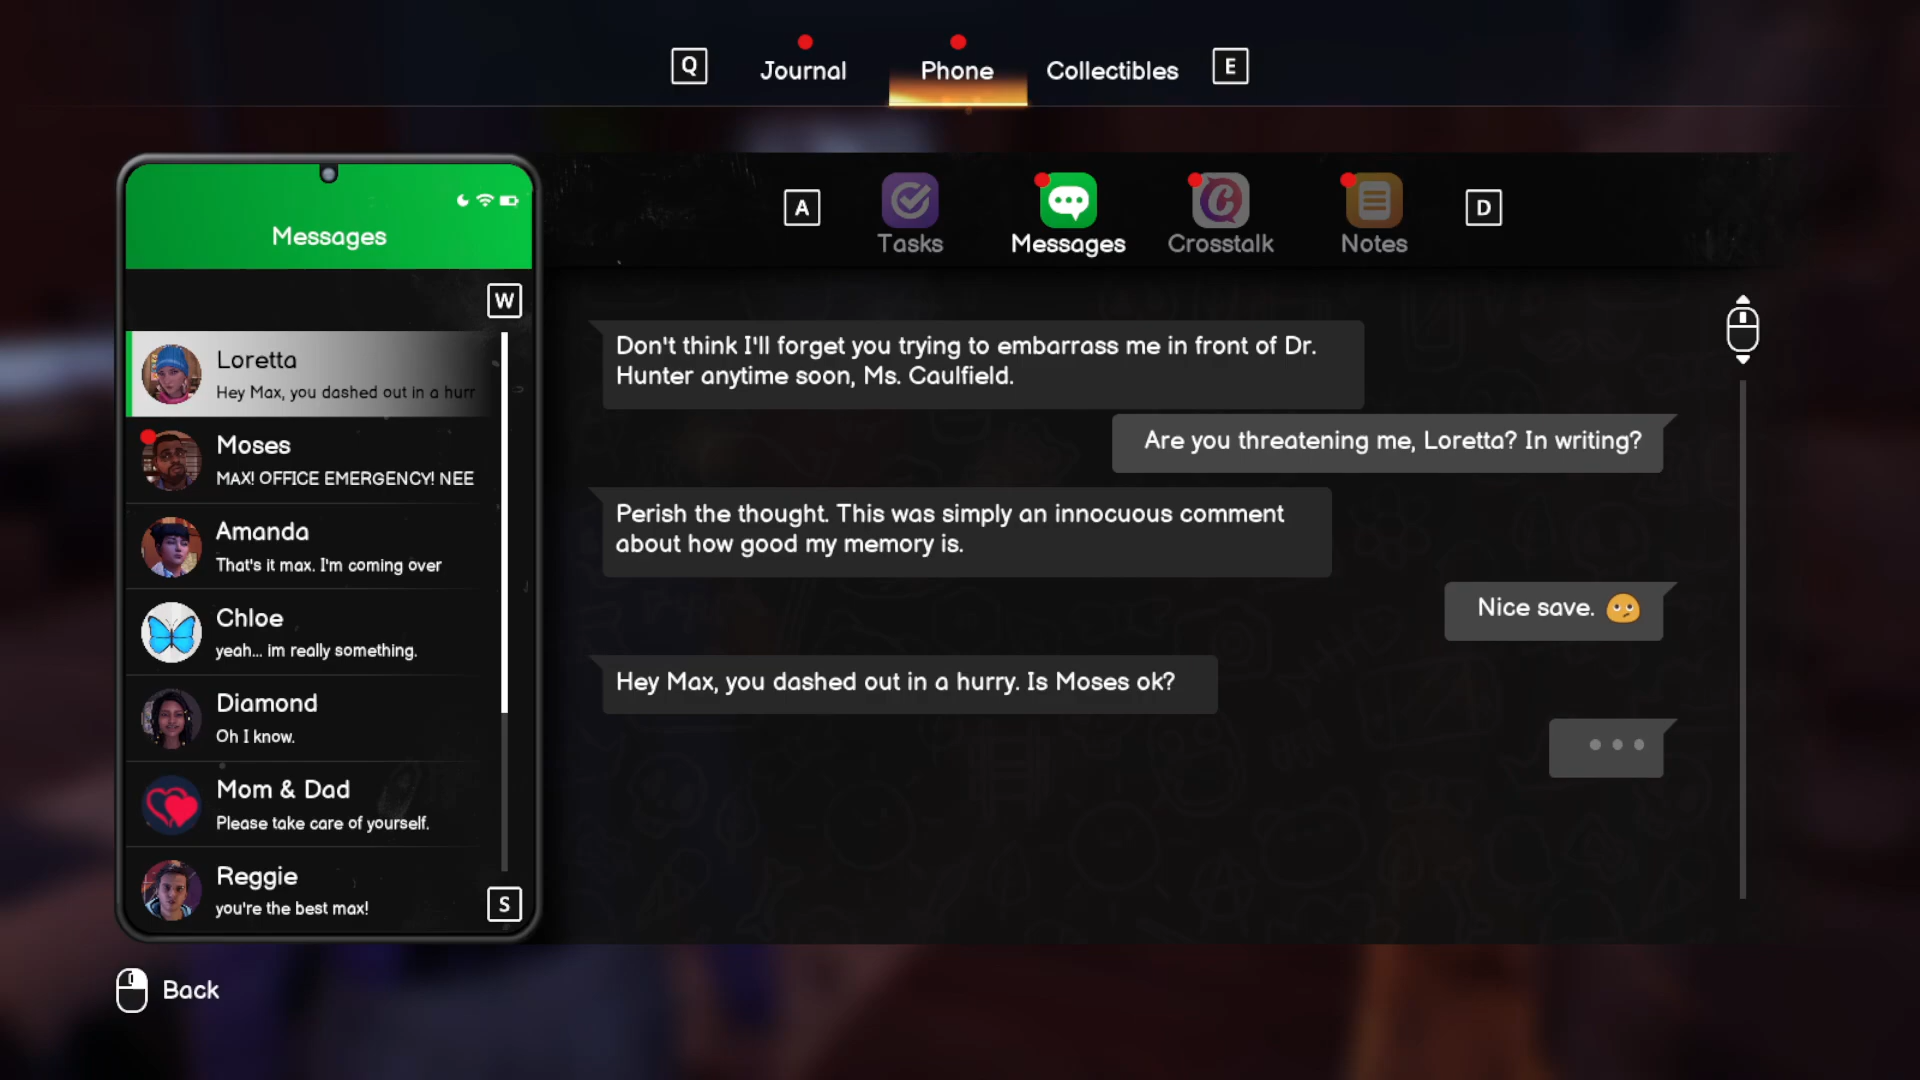 Q
Journal
Phone
Collectibles
E
Messages
A
Tasks
Messages
Crosstalk
Notes
D
W
Loretta
Hey Max, you dashed out in a hurr
Moses
MAX! OFFICE EMERGENCY! NEE
Amanda
That's it max. I'm coming over
Chloe
yeah... im really something.
Diamond
Oh I know.
Mom & Dad
Please take care of yourself.
Reggie
you're the best max!
S
Don't think I'll forget you trying to embarrass me in front of Dr.
Hunter anytime soon, Ms. Caulfield.
Are you threatening me, Loretta? In writing?
Perish the thought. This was simply an innocuous comment
about how good my memory is.
Nice save. 🫤
Hey Max, you dashed out in a hurry. Is Moses ok?
• • •
Back